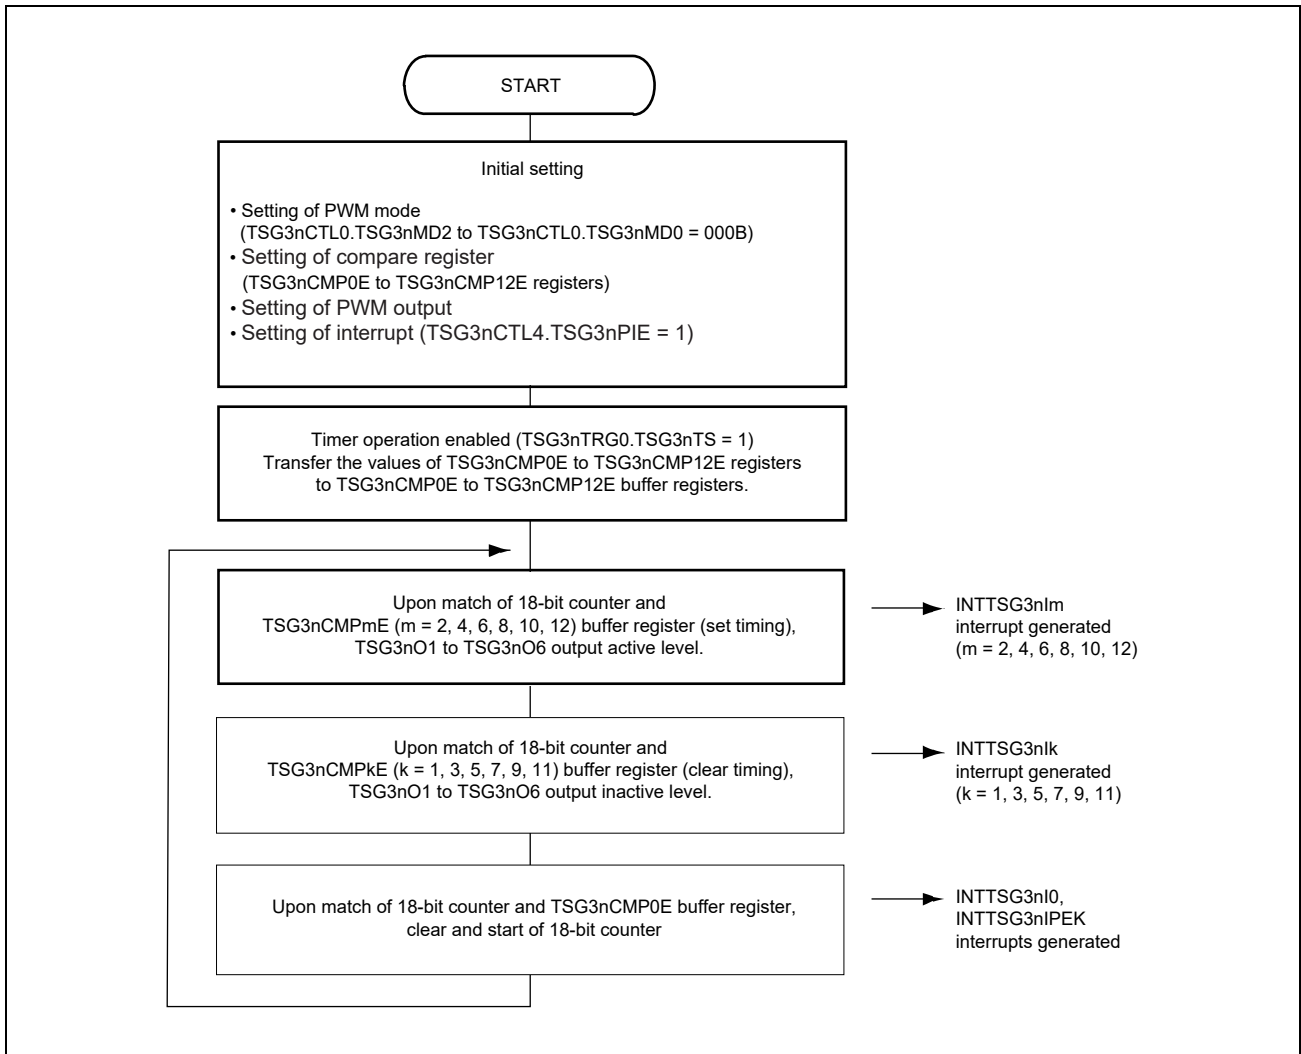 START
Initial setting
• Setting of PWM mode
(TSG3nCTL0.TSG3nMD2 to TSG3nCTL0.TSG3nMD0 = 000B)
• Setting of compare register
(TSG3nCMP0E to TSG3nCMP12E registers)
• Setting of PWM output
• Setting of interrupt (TSG3nCTL4.TSG3nPIE = 1)
Timer operation enabled (TSG3nTRG0.TSG3nTS = 1)
Transfer the values of TSG3nCMP0E to TSG3nCMP12E registers
to TSG3nCMP0E to TSG3nCMP12E buffer registers.
Upon match of 18-bit counter and
TSG3nCMPmE (m = 2, 4, 6, 8, 10, 12) buffer register (set timing),
TSG3nO1 to TSG3nO6 output active level.
INTTSG3nIm
interrupt generated
(m = 2, 4, 6, 8, 10, 12)
Upon match of 18-bit counter and
TSG3nCMPkE (k = 1, 3, 5, 7, 9, 11) buffer register (clear timing),
TSG3nO1 to TSG3nO6 output inactive level.
INTTSG3nIk
interrupt generated
(k = 1, 3, 5, 7, 9, 11)
Upon match of 18-bit counter and TSG3nCMP0E buffer register,
clear and start of 18-bit counter
INTTSG3nI0,
INTTSG3nIPEK
interrupts generated